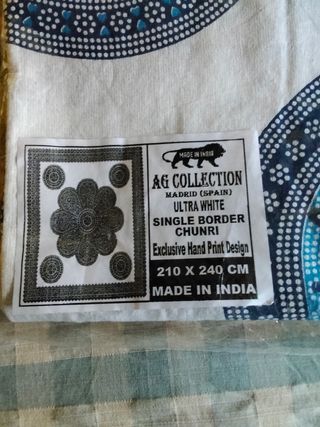 MADE IN INDIA
AG COLLECTION
MADRID (SPAIN)
ULTRA WHITE
SINGLE BORDER
CHUNRI
Exclusive Hand Print Design
210 X 240 CM
MADE IN INDIA